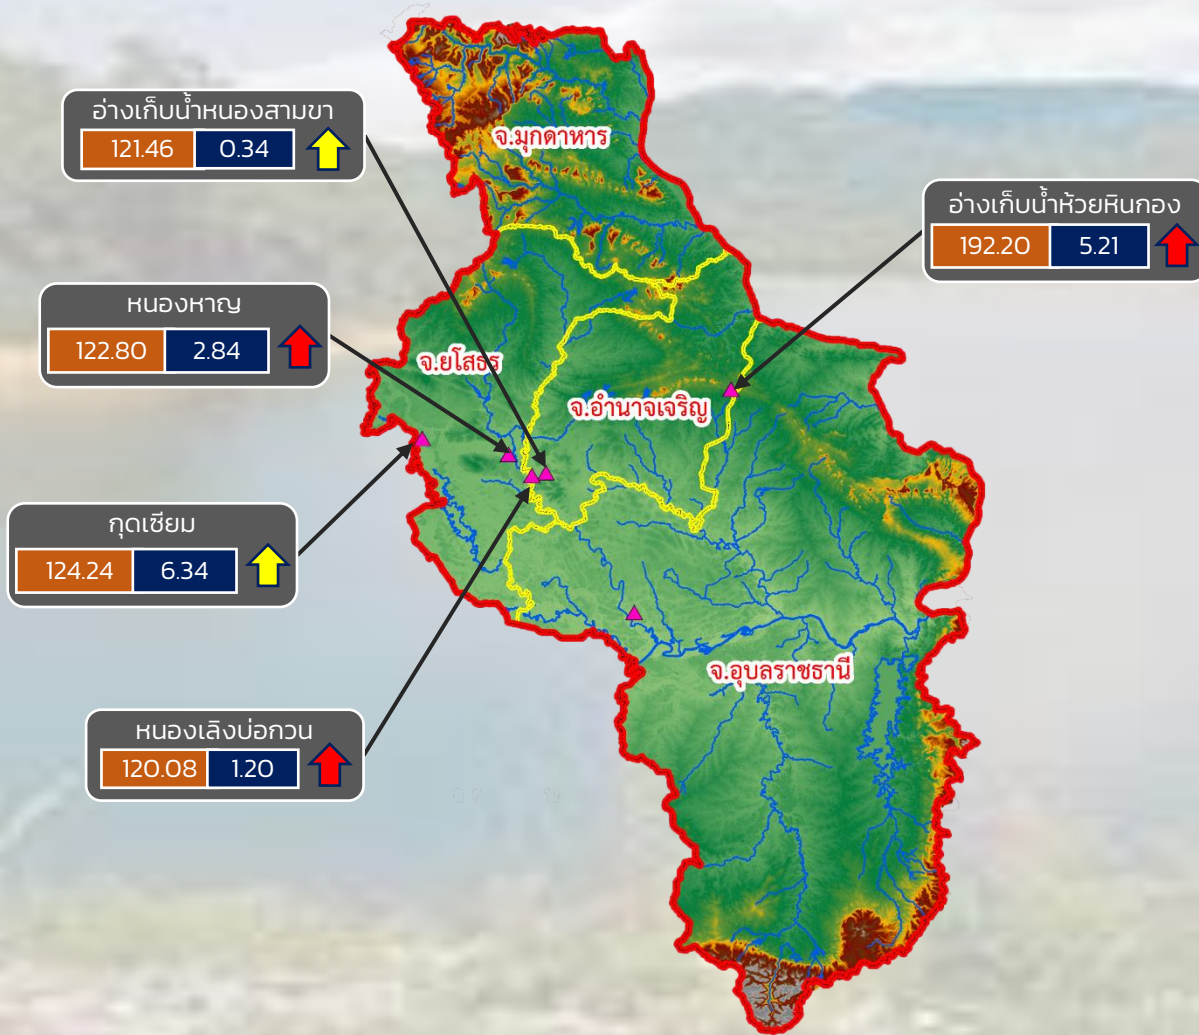 จ.มุกดาหาร
อ่างเก็บน้ำหนองสามขา
121.46 0.34
อ่างเก็บน้ำห้วยหินกอง
192.20 5.21
หนองหาญ
122.80 2.84
จ.ยโสธร
จ.อำนาจเจริญ
กุดเซียม
124.24 6.34
จ.อุบลราชธานี
หนองเลิงบ่อกวน
120.08 1.20